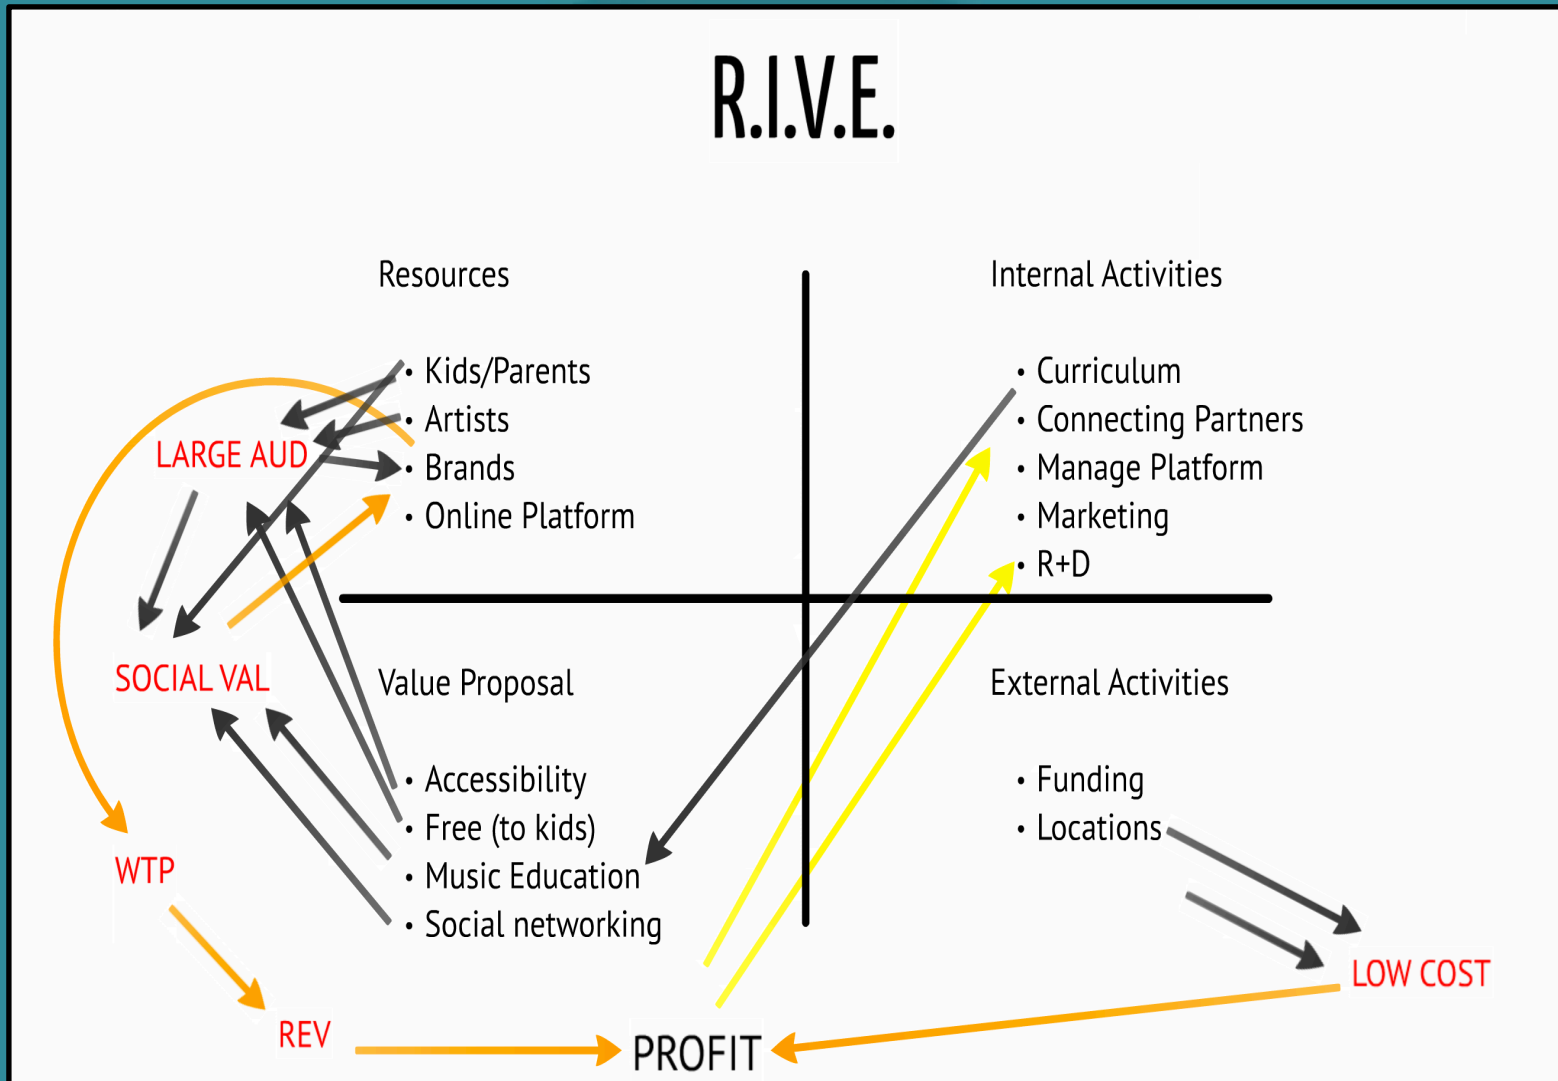 R.I.V.E.
Resources
• Kids/Parents
• Artists
• Brands
• Online Platform
Internal Activities
• Curriculum
• Connecting Partners
• Manage Platform
• Marketing
• R+D
LARGE AUD
SOCIAL VAL
Value Proposal
• Accessibility
• Free (to kids)
• Music Education
• Social networking
External Activities
• Funding
• Locations
WTP
REV
PROFIT
LOW COST